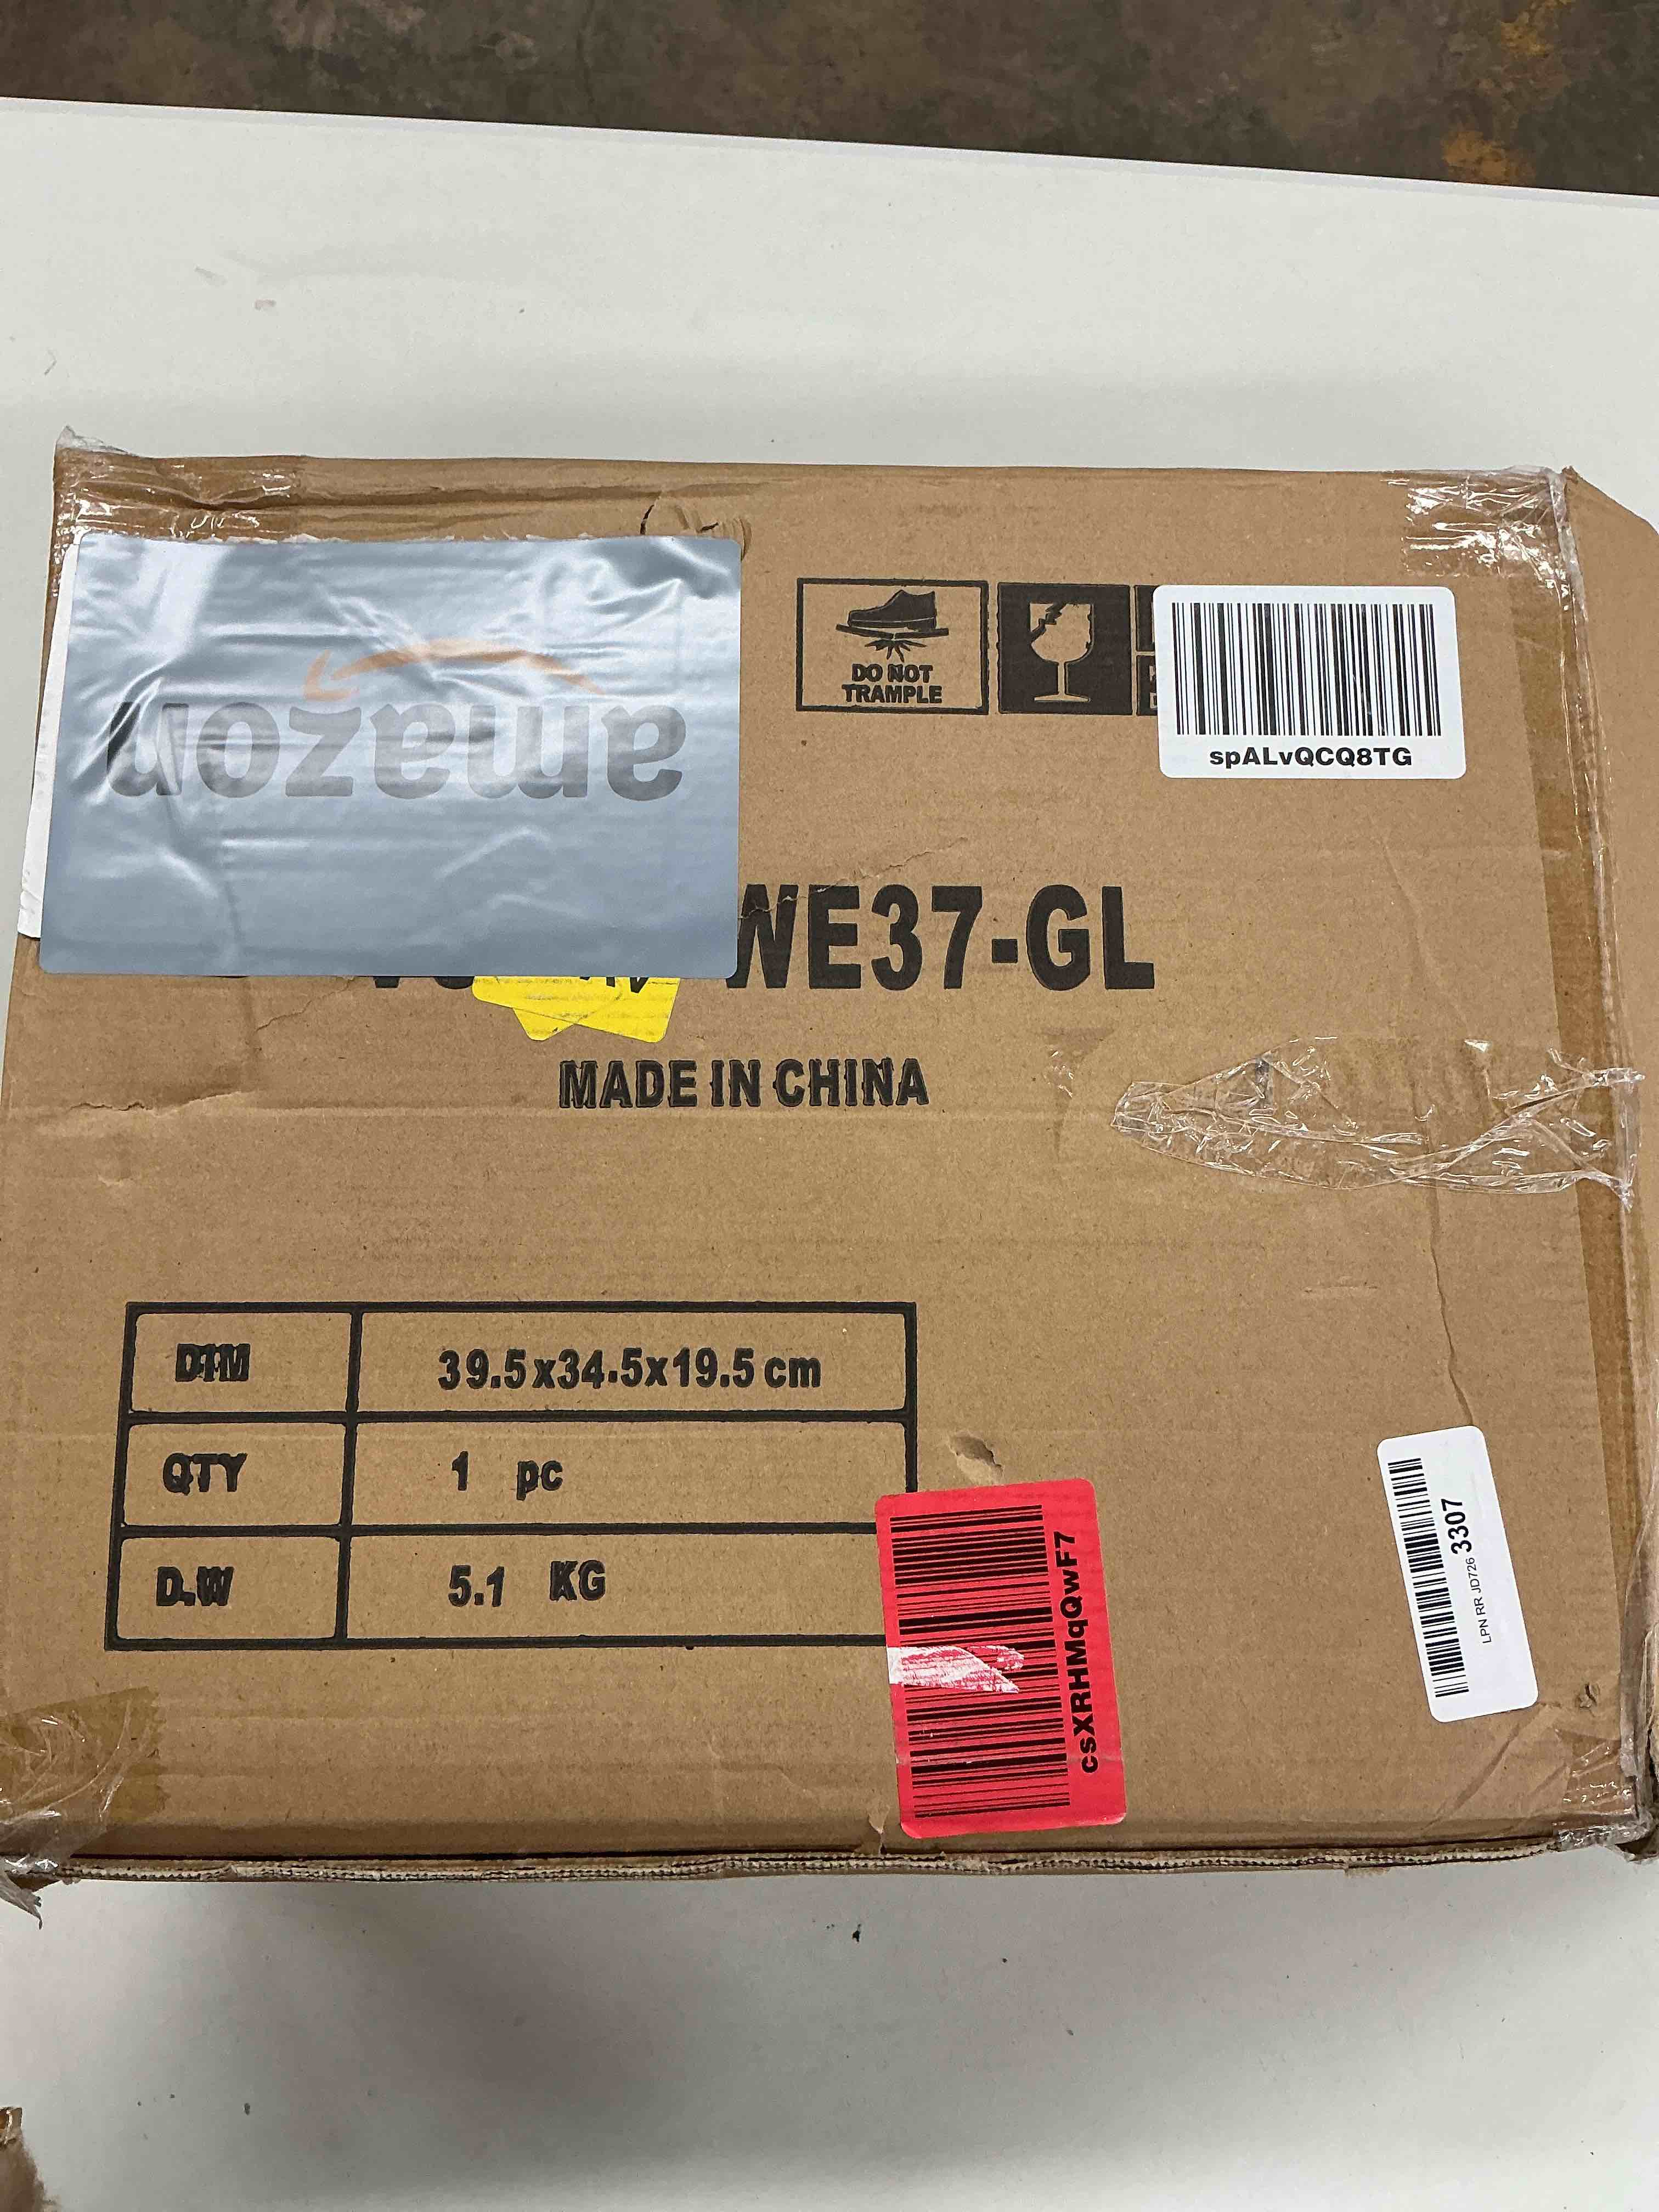 amazon
DO NOT
TRAMPLE
spALvQCQ8TG
WE37-GL
MADE IN CHINA
DIM 39.5x34.5x19.5 cm
QTY 1 pc
D.W 5.1 KG
csXRHMqQwF7
LPN RR JD726 3307